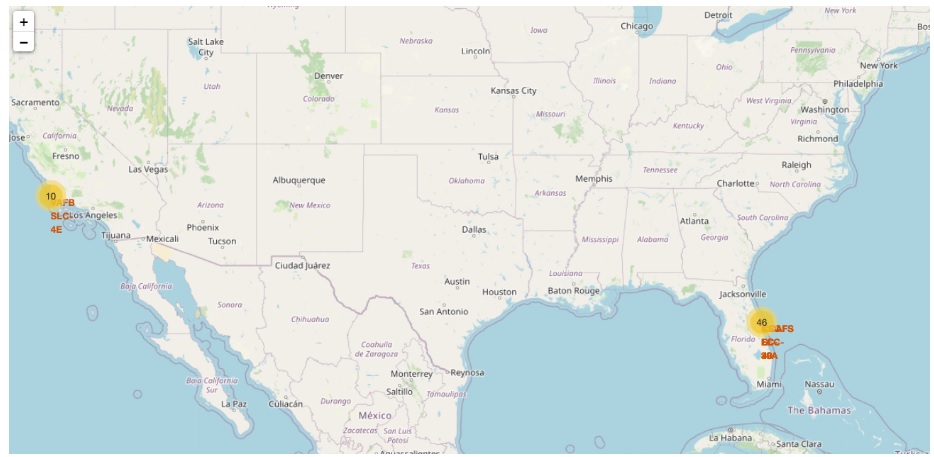 +
−
Wyoming
Chicago
Detroit
New York
Bos
Salt Lake
City
Nebraska
Iowa
Lincoln
Pennsylvania
New York
Denver
Utah
Colorado
Kansas City
Illinois
Indiana
Ohio
Philadelphia
Sacramento
Nevada
Kansas
Missouri
West Virginia
Washington
Virginia
Jose
California
Kentucky
Richmond
Fresno
Las Vegas
Tulsa
Raleigh
Albuquerque
Oklahoma
Memphis
Tennessee
Charlotte
North Carolina
10
AFB
SLC-
4E
Los Angeles
Arizona
New Mexico
Arkansas
Phoenix
Atlanta
South Carolina
Tijuana
Mexicali
Tucson
Dallas
Mississippi
Alabama
Georgia
Ciudad Juárez
Texas
Louisiana
Austin
Houston
Baton Rouge
Jacksonville
Baja California
Sonora
Chihuahua
San Antonio
46
AFS
Florida
Coahuila
de Zaragoza
Baja California
Sur
Monterrey
Reynosa
Miami
Nassau
Saltillo
Tamaulipas
La Paz
Culiacán
Durango
México
The Bahamas
Zacatecas
San Luis
Potosí
La Habana
Santa Clara
Aguascalientes